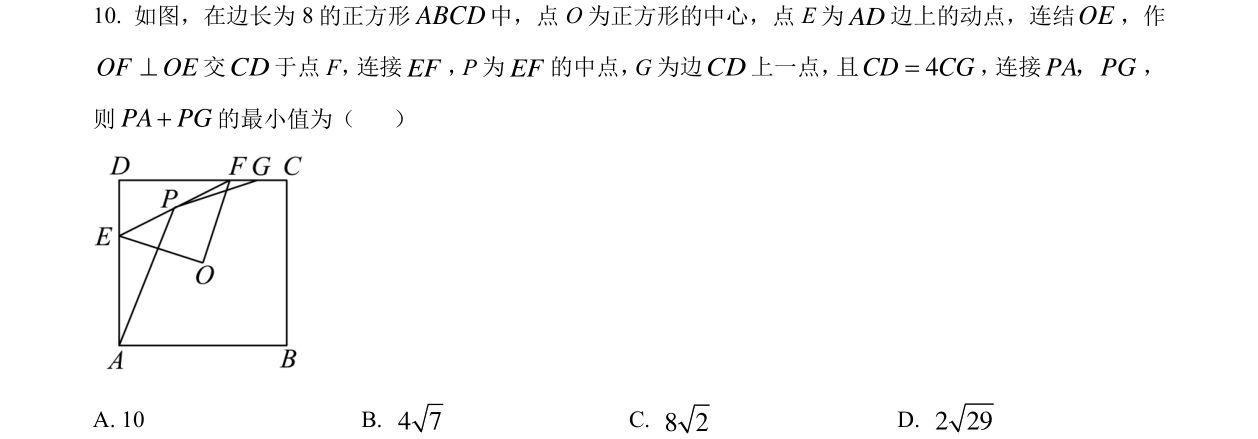 10. 如图，在边长为 8 的正方形 ABCD 中，点 O 为正方形的中心，点 E 为 AD 边上的动点，连结 OE，作
OF⊥OE 交 CD 于点 F，连接 EF，P 为 EF 的中点，G 为边 CD 上一点，且 CD＝4CG，连接 PA，PG，
则 PA+PG 的最小值为（ ）
D F G C
P
E
O
A B
A. 10 B. 4√7 C. 8√2 D. 2√29